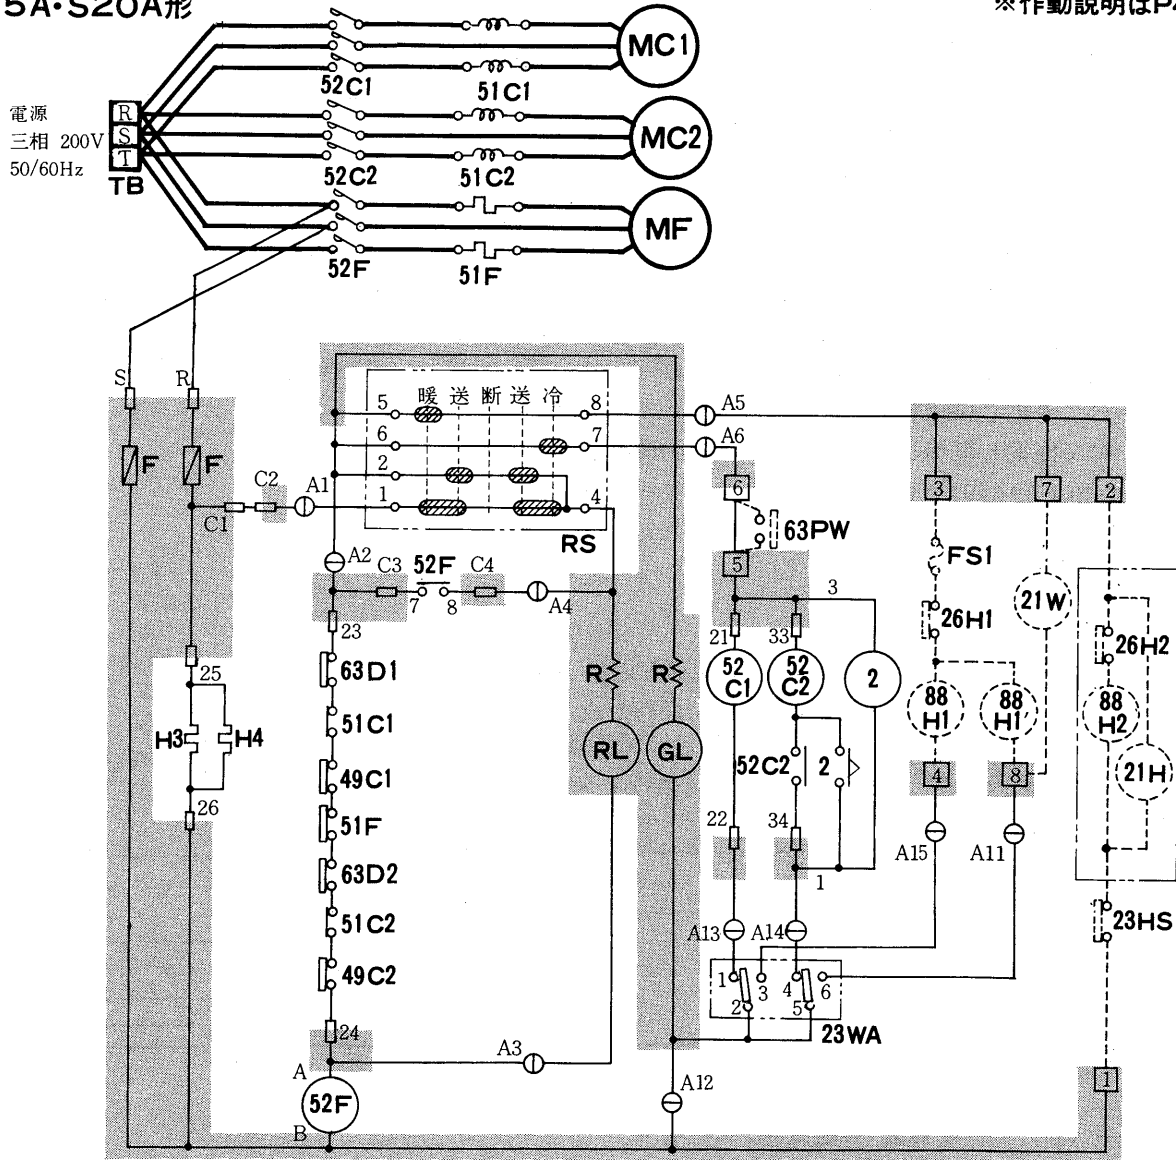 5A・S20A形
※作動説明はP
電源
三相 200V
50/60Hz
R
S
T
TB
52C1
51C1
MC1
52C2
51C2
MC2
52F
51F
MF
S
R
F
F
暖 送 断 送 冷
5
8
A5
6
7
A6
2
1
4
RS
C1
C2
A1
A2
C3
52F
C4
7
8
A4
6
63PW
5
3
3
7
2
FS1
26H1
21W
26H2
23
63D1
51C1
49C1
51F
63D2
51C2
49C2
24
25
H3
H4
26
R
R
RL
GL
21
33
52
C1
52
C2
2
88
H1
88
H1
88
H2
21H
52C2
2
4
8
22
34
1
A15
A11
23HS
A13
A14
1
2
3
4
5
6
23WA
A3
A
52F
B
A12
1